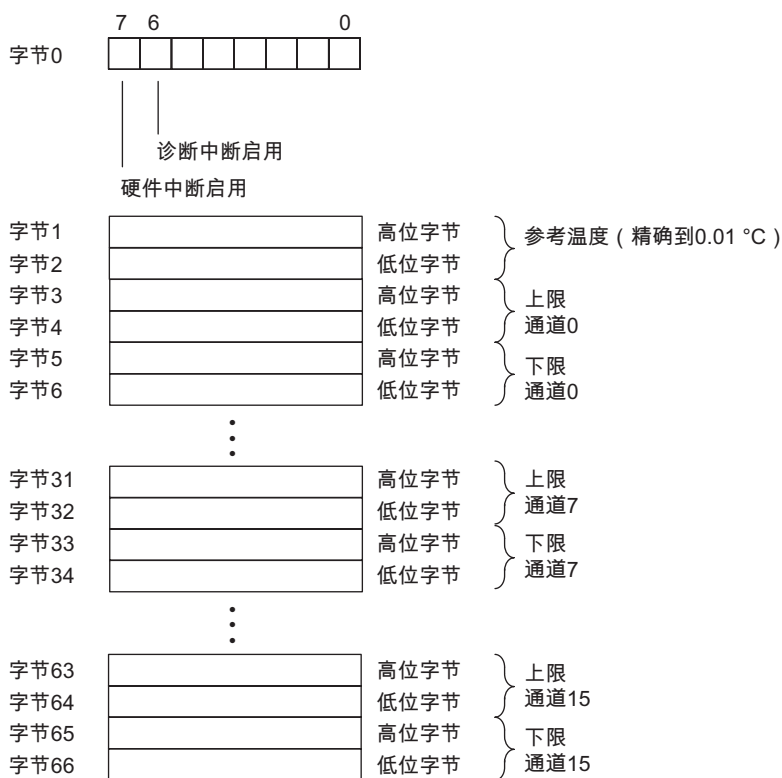 7 6 0
字节0
诊断中断启用
硬件中断启用
字节1 高位字节 参考温度（精确到0.01 °C）
字节2 低位字节
字节3 高位字节 上限
字节4 低位字节 通道0
字节5 高位字节 下限
字节6 低位字节 通道0
字节31 高位字节 上限
字节32 低位字节 通道7
字节33 高位字节 下限
字节34 低位字节 通道7
字节63 高位字节 上限
字节64 低位字节 通道15
字节65 高位字节 下限
字节66 低位字节 通道15